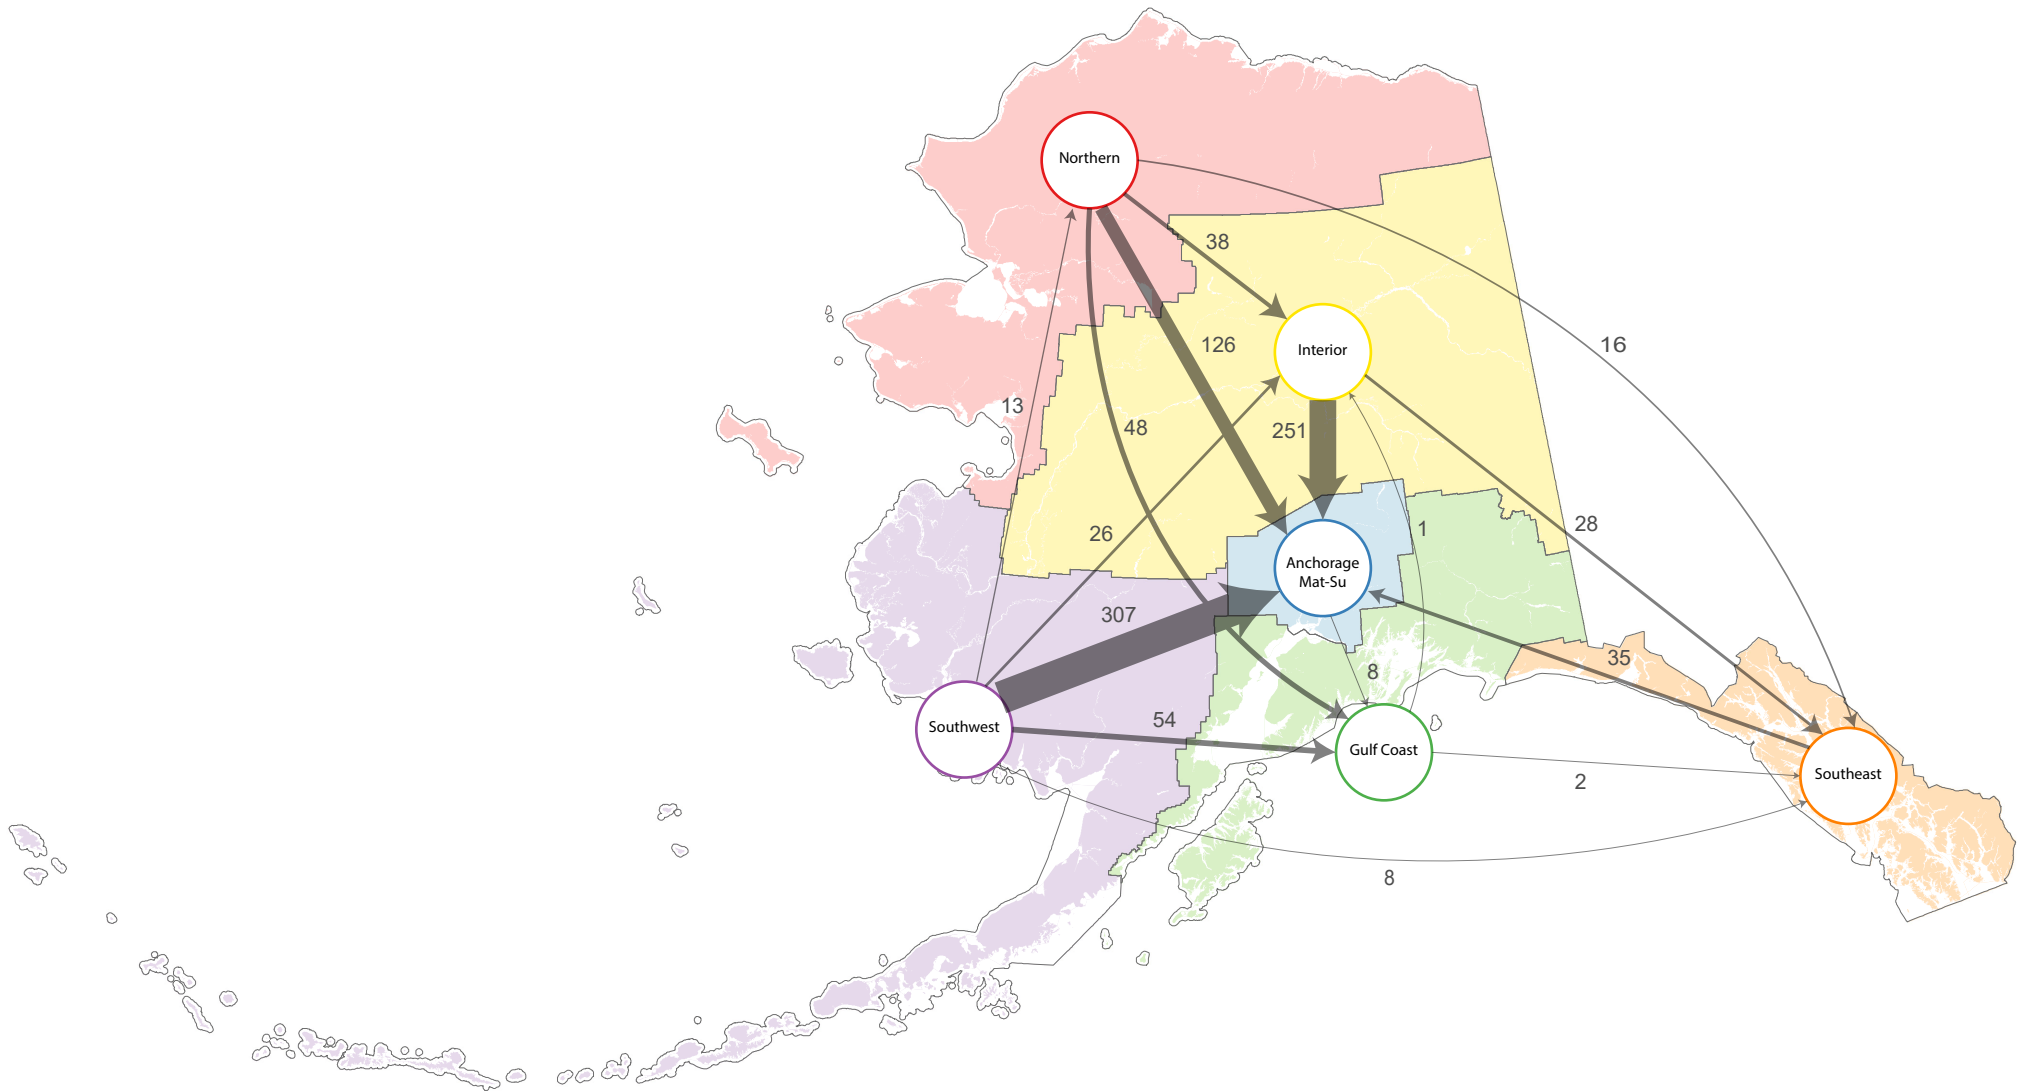 Northern
38
16
126
Interior
13
48
251
26
1
28
Anchorage
Mat-Su
307
35
8
54
Southwest
Gulf Coast
2
Southeast
8